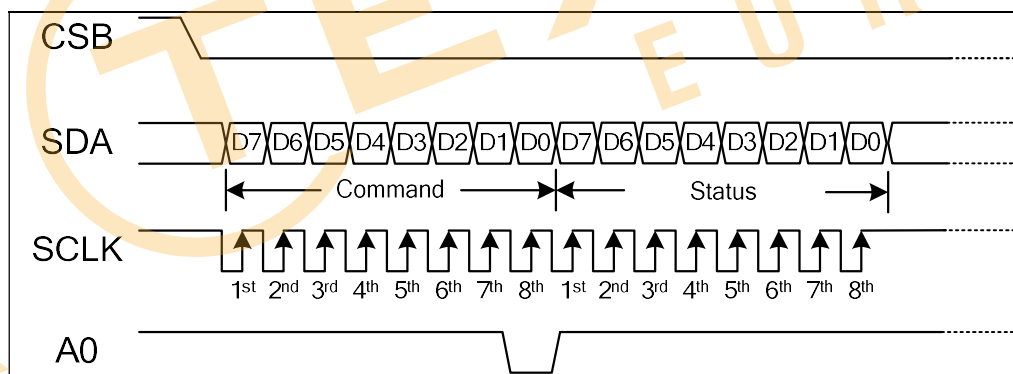 CSB
SDA D7 D6 D5 D4 D3 D2 D1 D0 D7 D6 D5 D4 D3 D2 D1 D0
Command Status
SCLK
1st 2nd 3rd 4th 5th 6th 7th 8th 1st 2nd 3rd 4th 5th 6th 7th 8th
A0
TE
EU